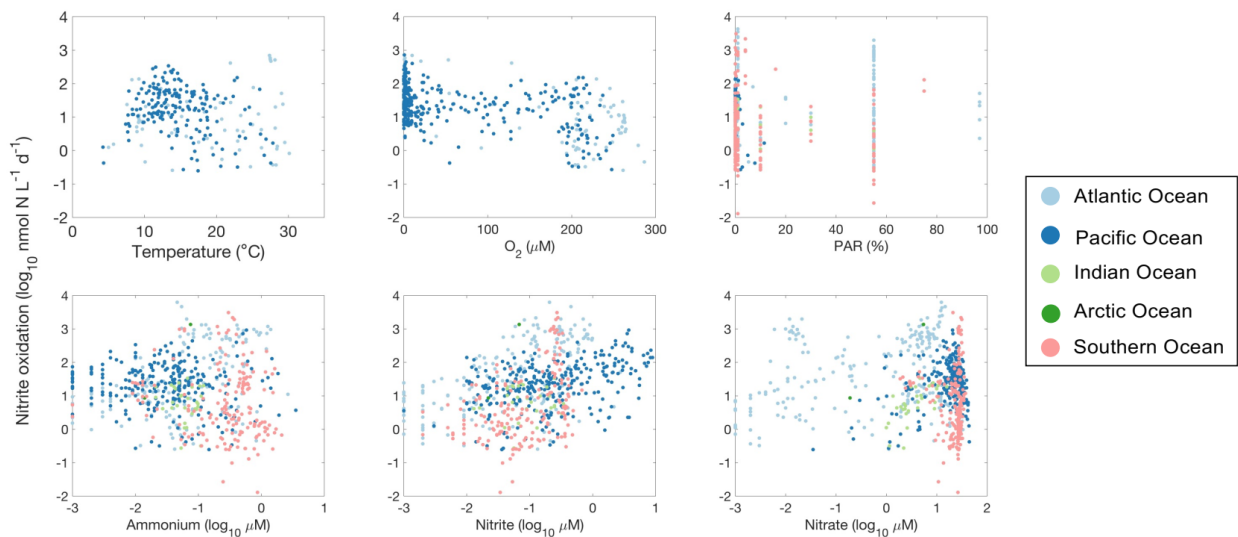 Nitrite oxidation (log10 nmol N L-1 d-1)
4
3
2
1
0
-1
-2
0 10 20 30
Temperature (°C)
4
3
2
1
0
-1
-2
0 100 200 300
O2 (μM)
4
3
2
1
0
-1
-2
0 20 40 60 80 100
PAR (%)
4
3
2
1
0
-1
-2
-3 -2 -1 0 1
Ammonium (log10 μM)
4
3
2
1
0
-1
-2
-3 -2 -1 0 1
Nitrite (log10 μM)
4
3
2
1
0
-1
-2
-3 -2 -1 0 1 2
Nitrate (log10 μM)
Atlantic Ocean
Pacific Ocean
Indian Ocean
Arctic Ocean
Southern Ocean